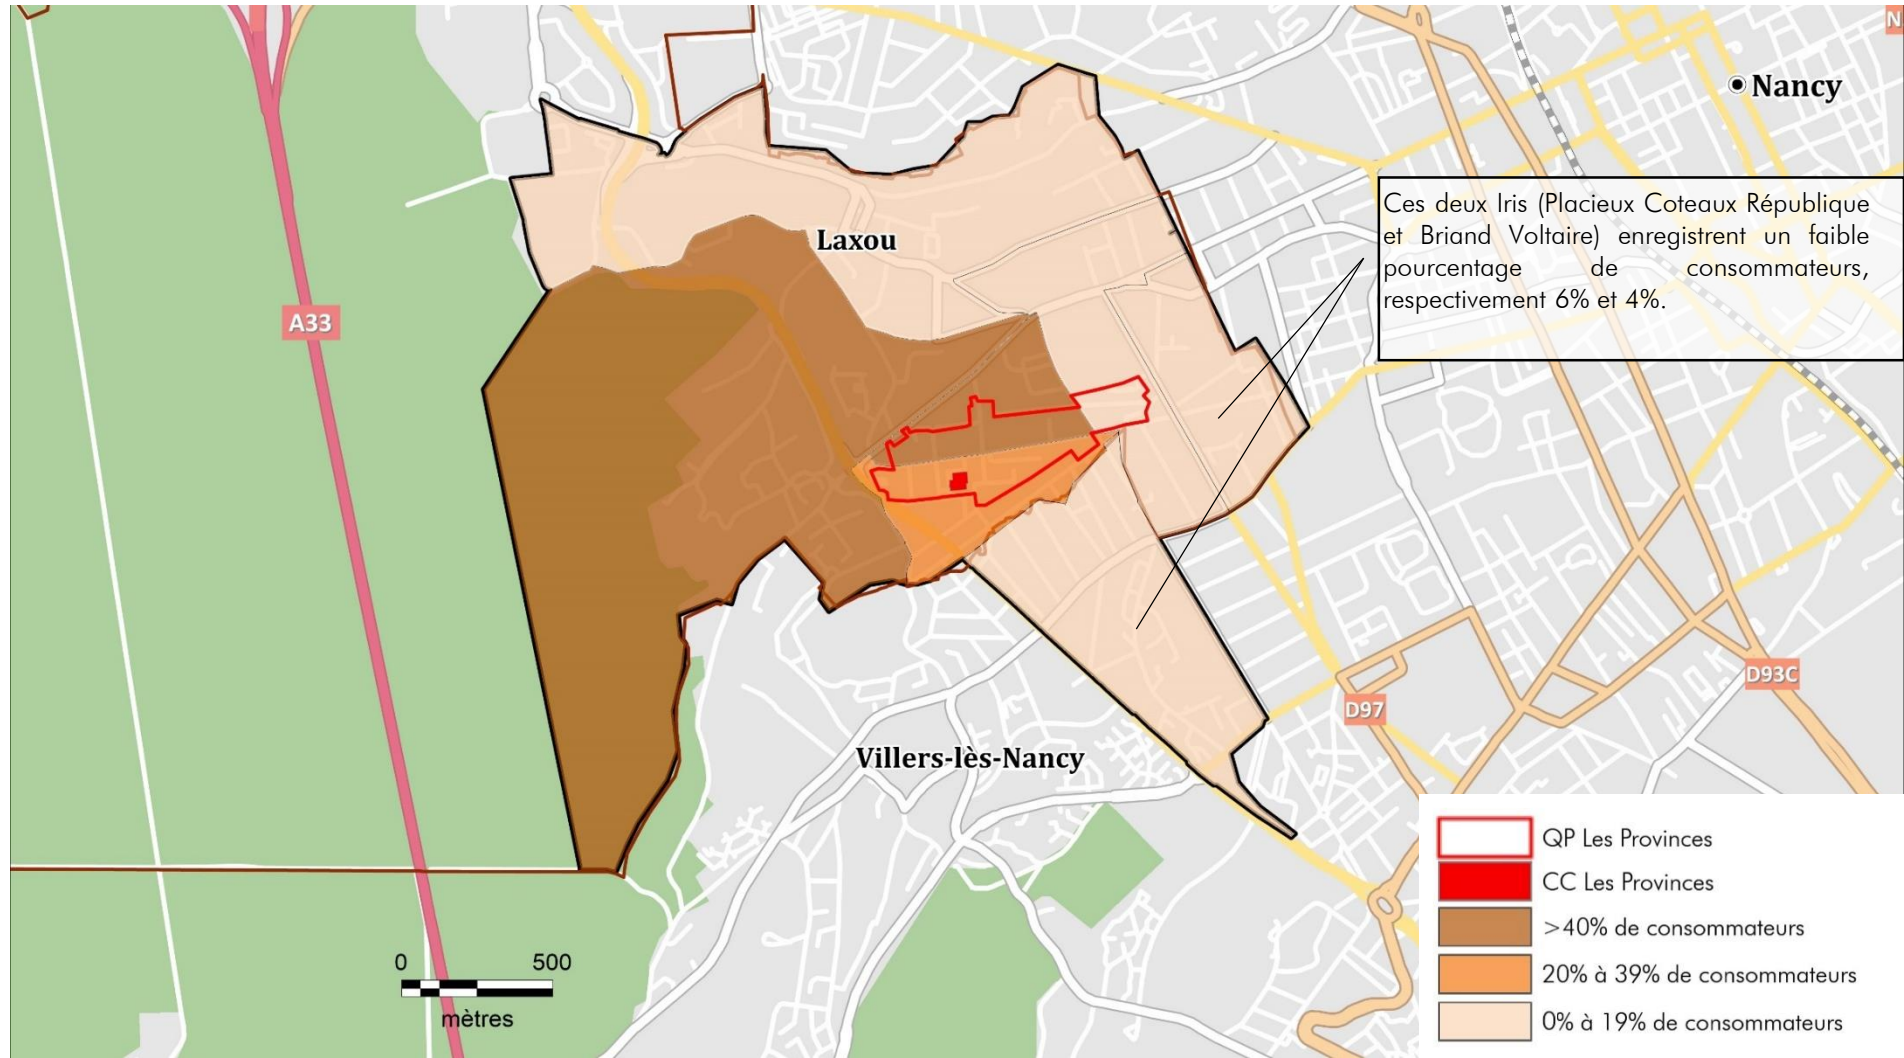 N
Nancy
Ces deux Iris (Placieux Coteaux République
et Briand Voltaire) enregistrent un faible
pourcentage de consommateurs,
respectivement 6% et 4%.
Laxou
A33
D93C
D97
Villers-lès-Nancy
QP Les Provinces
CC Les Provinces
>40% de consommateurs
20% à 39% de consommateurs
0% à 19% de consommateurs
0 500
mètres